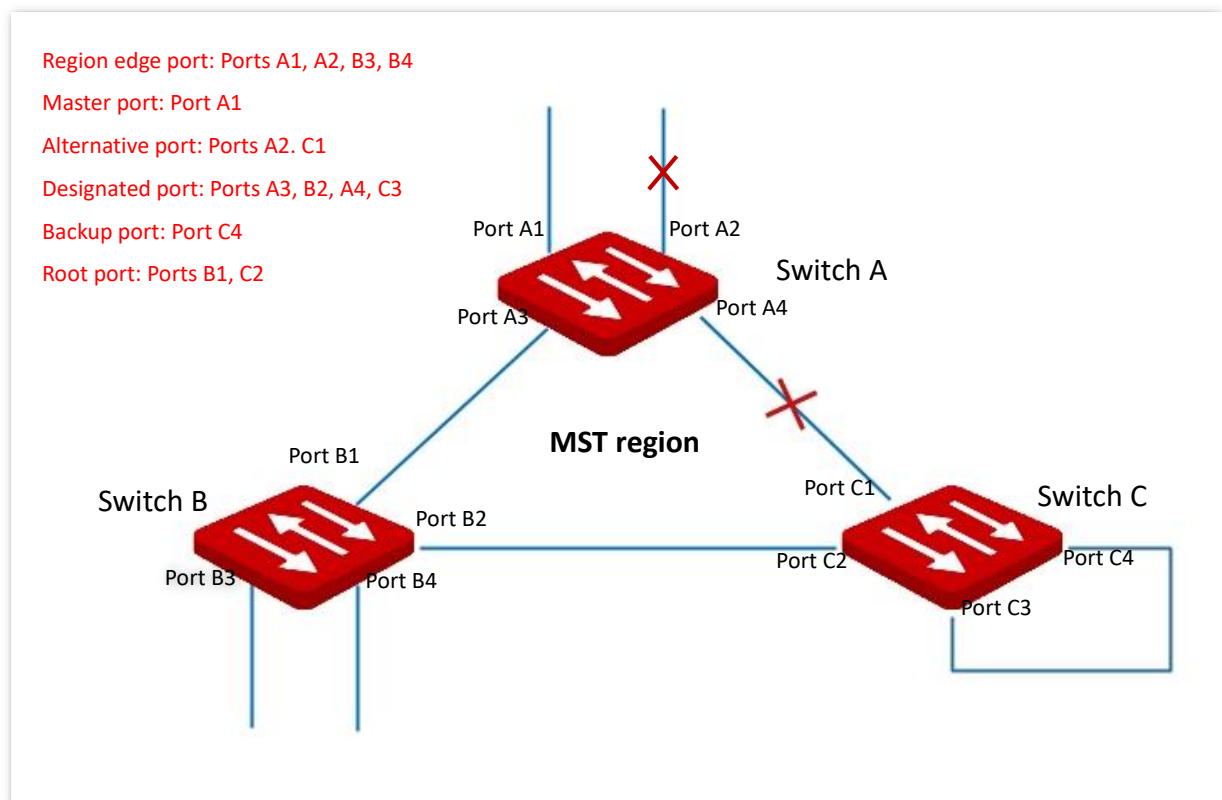 Region edge port: Ports A1, A2, B3, B4
Master port: Port A1
Alternative port: Ports A2. C1
Designated port: Ports A3, B2, A4, C3
Backup port: Port C4
Root port: Ports B1, C2
Port A1
Port A2
Switch A
Port A3
Port A4
MST region
Port B1
Switch B
Port C1
Switch C
Port B2
Port C2
Port C4
Port B3
Port B4
Port C3